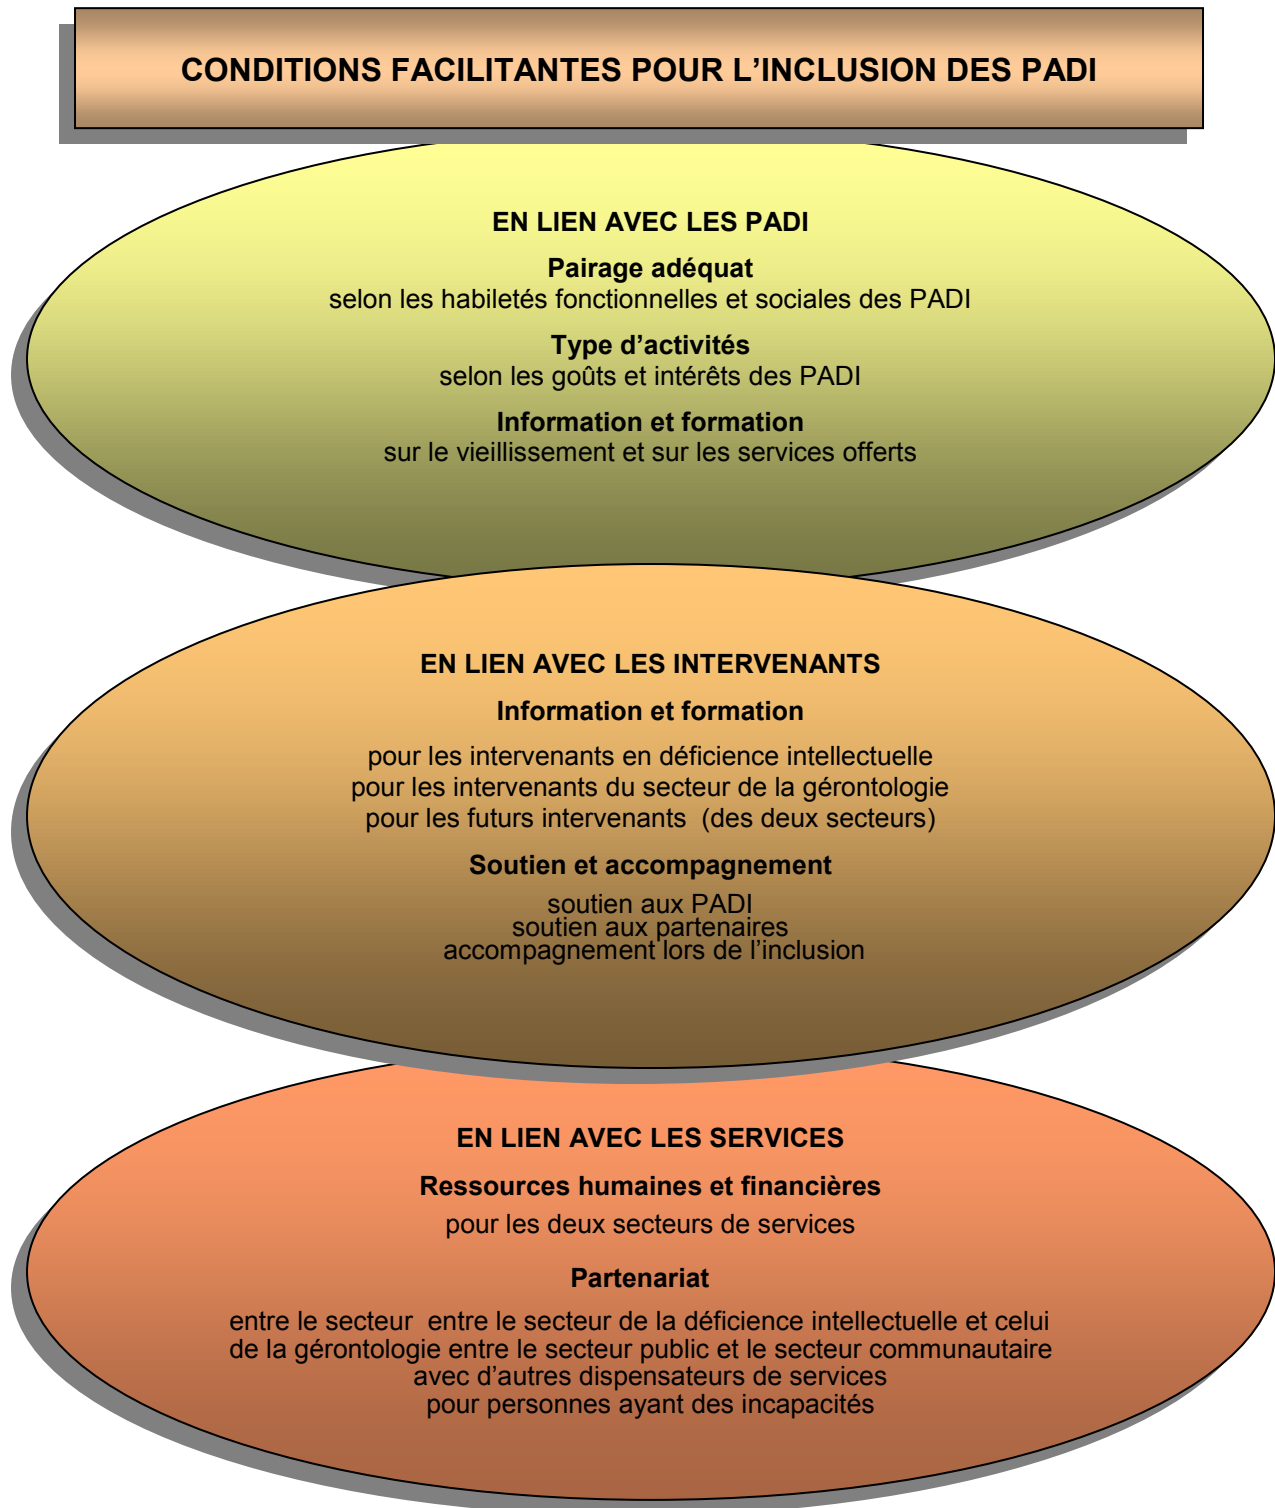 CONDITIONS FACILITANTES POUR L’INCLUSION DES PADI
EN LIEN AVEC LES PADI
Pairage adéquat
selon les habiletés fonctionnelles et sociales des PADI
Type d’activités
selon les goûts et intérêts des PADI
Information et formation
sur le vieillissement et sur les services offerts
EN LIEN AVEC LES INTERVENANTS
Information et formation
pour les intervenants en déficience intellectuelle
pour les intervenants du secteur de la gérontologie
pour les futurs intervenants  (des deux secteurs)
Soutien et accompagnement
soutien aux PADI
soutien aux partenaires
accompagnement lors de l’inclusion
EN LIEN AVEC LES SERVICES
Ressources humaines et financières
pour les deux secteurs de services
Partenariat
entre le secteur  entre le secteur de la déficience intellectuelle et celui
de la gérontologie entre le secteur public et le secteur communautaire
avec d’autres dispensateurs de services
pour personnes ayant des incapacités